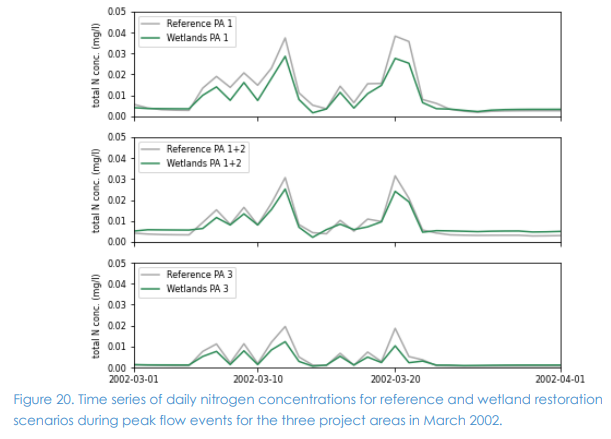 0.05
0.04
0.03
0.02
0.01
0.00
total N conc. (mg/l)
Reference PA 1
Wetlands PA 1
0.05
0.04
0.03
0.02
0.01
0.00
total N conc. (mg/l)
Reference PA 1+2
Wetlands PA 1+2
0.05
0.04
0.03
0.02
0.01
0.00
total N conc. (mg/l)
Reference PA 3
Wetlands PA 3
2002-03-01 2002-03-10 2002-03-20 2002-04-01
Figure 20. Time series of daily nitrogen concentrations for reference and wetland restoration
scenarios during peak flow events for the three project areas in March 2002.